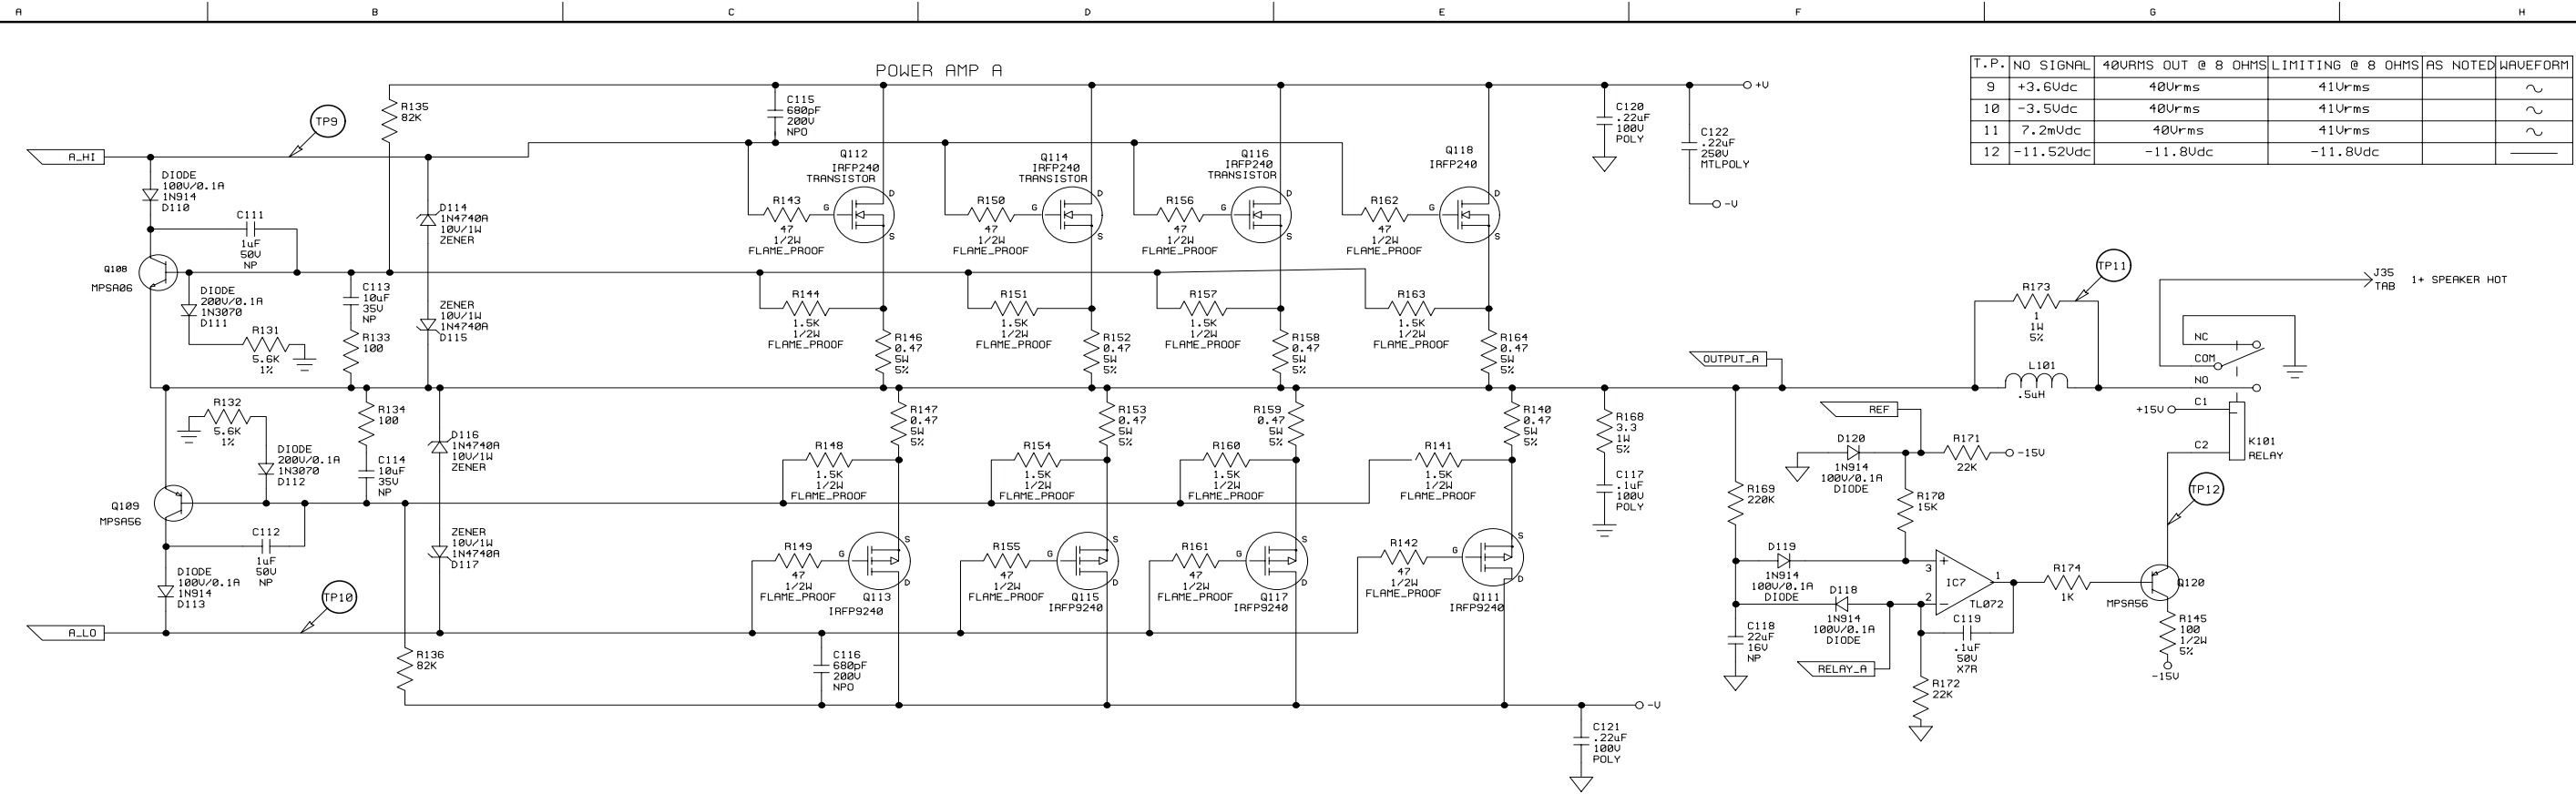 A B C D E F G H
POWER AMP A
T.P. NO SIGNAL 40VRMS OUT @ 8 OHMS LIMITING @ 8 OHMS AS NOTED WAVEFORM
9 +3.6Vdc 40Vrms 41Vrms
10 -3.5Vdc 40Vrms 41Vrms
11 7.2mVdc 40Vrms 41Vrms
12 -11.52Vdc -11.8Vdc -11.8Vdc
A_HI
TP9
R135
82K
C115
680pF
200V
NPO
C120
.22uF
100V
POLY
C122
.22uF
250V
MTLPOLY
+V
-V
DIODE
100V/0.1A
1N914
D110
C111
1uF
50V
NP
D114
1N4740A
10V/1W
ZENER
Q112
IRFP240
TRANSISTOR
D
G
S
R143
47
1/2W
FLAME_PROOF
Q114
IRFP240
TRANSISTOR
D
G
S
R150
47
1/2W
FLAME_PROOF
Q116
IRFP240
TRANSISTOR
D
G
S
R156
47
1/2W
FLAME_PROOF
Q118
IRFP240
D
G
S
R162
47
1/2W
FLAME_PROOF
Q108
MPSA06
DIODE
200V/0.1A
1N3070
D111
R131
5.6K
1%
C113
10uF
35V
NP
R133
100
ZENER
10V/1W
1N4740A
D115
R144
1.5K
1/2W
FLAME_PROOF
R146
0.47
5W
5%
R151
1.5K
1/2W
FLAME_PROOF
R152
0.47
5W
5%
R157
1.5K
1/2W
FLAME_PROOF
R158
0.47
5W
5%
R163
1.5K
1/2W
FLAME_PROOF
R164
0.47
5W
5%
OUTPUT_A
TP11
R173
1
1W
5%
L101
.5uH
J35
TAB
1+ SPEAKER HOT
NC
COM
NO
+15V
C1
C2
K101
RELAY
R132
5.6K
1%
DIODE
200V/0.1A
1N3070
D112
R134
100
C114
10uF
35V
NP
D116
1N4740A
10V/1W
ZENER
R147
0.47
5W
5%
R148
1.5K
1/2W
FLAME_PROOF
R153
0.47
5W
5%
R154
1.5K
1/2W
FLAME_PROOF
R159
0.47
5W
5%
R160
1.5K
1/2W
FLAME_PROOF
R140
0.47
5W
5%
R141
1.5K
1/2W
FLAME_PROOF
R168
3.3
1W
5%
C117
.1uF
100V
POLY
REF
D120
1N914
100V/0.1A
DIODE
R171
22K
-15V
R169
220K
R170
15K
TP12
Q109
MPSA56
C112
1uF
50V
NP
DIODE
100V/0.1A
1N914
D113
ZENER
10V/1W
1N4740A
D117
TP10
A_LO
R136
82K
R149
47
1/2W
FLAME_PROOF
G
S
D
Q113
IRFP9240
R155
47
1/2W
FLAME_PROOF
G
S
D
Q115
IRFP9240
R161
47
1/2W
FLAME_PROOF
G
S
D
Q117
IRFP9240
R142
47
1/2W
FLAME_PROOF
G
S
D
Q111
IRFP9240
C116
680pF
200V
NPO
-V
C121
.22uF
100V
POLY
D119
1N914
100V/0.1A
DIODE
D118
1N914
100V/0.1A
DIODE
C118
22uF
16V
NP
RELAY_A
3
+
2
-
1
IC7
TL072
C119
.1uF
50V
X7R
R172
22K
R174
1K
Q120
MPSA56
R145
100
1/2W
5%
-15V